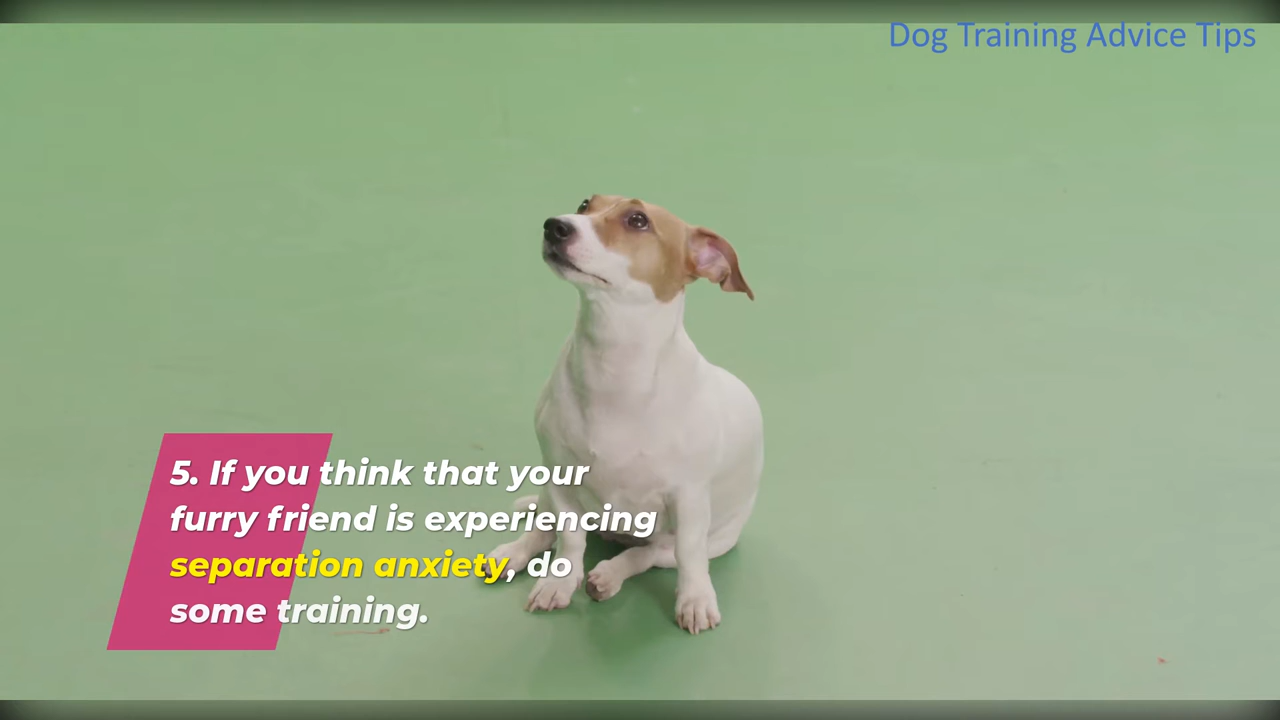 Dog Training Advice Tips
5. If you think that your
furry friend is experiencing
separation anxiety, do
some training.